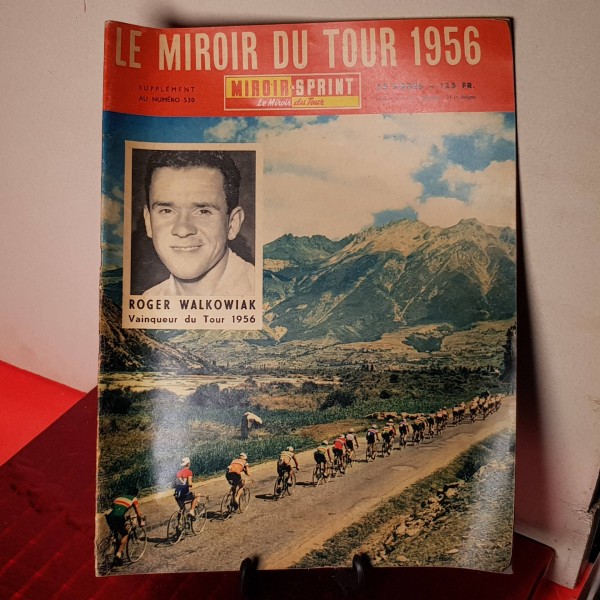 LE MIROIR DU TOUR 1956
SUPPLÉMENT
AU NUMÉRO 530
MIROIR-SPRINT
Le Miroir du Tour
125 FR.
ROGER WALKOWIAK
Vainqueur du Tour 1956